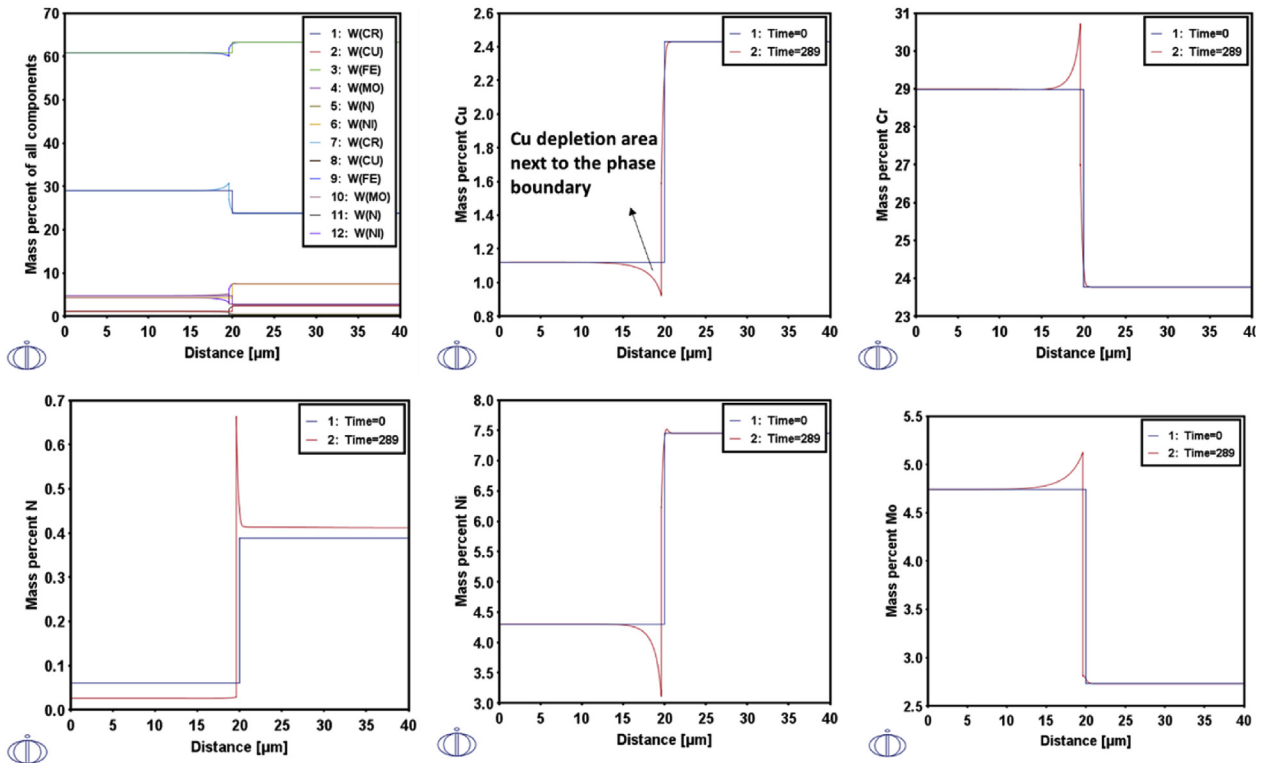 70
60
50
40
30
20
10
0
0 5 10 15 20 25 30 35 40
Mass percent of all components
Distance [µm]
1: W(CR)
2: W(CU)
3: W(FE)
4: W(MO)
5: W(N)
6: W(NI)
7: W(CR)
8: W(CU)
9: W(FE)
10: W(MO)
11: W(N)
12: W(NI)
2.6
2.4
2.2
2.0
1.8
1.6
1.4
1.2
1.0
0.8
0 5 10 15 20 25 30 35 40
Mass percent Cu
Distance [µm]
1: Time=0
2: Time=289
Cu depletion area
next to the phase
boundary
31
30
29
28
27
26
25
24
23
0 5 10 15 20 25 30 35 40
Mass percent Cr
Distance [µm]
1: Time=0
2: Time=289
0.7
0.6
0.5
0.4
0.3
0.2
0.1
0.0
0 5 10 15 20 25 30 35 40
Mass percent N
Distance [µm]
1: Time=0
2: Time=289
8.0
7.5
7.0
6.5
6.0
5.5
5.0
4.5
4.0
3.5
3.0
0 5 10 15 20 25 30 35 40
Mass percent Ni
Distance [µm]
1: Time=0
2: Time=289
5.5
5.0
4.5
4.0
3.5
3.0
2.5
0 5 10 15 20 25 30 35 40
Mass percent Mo
Distance [µm]
1: Time=0
2: Time=289